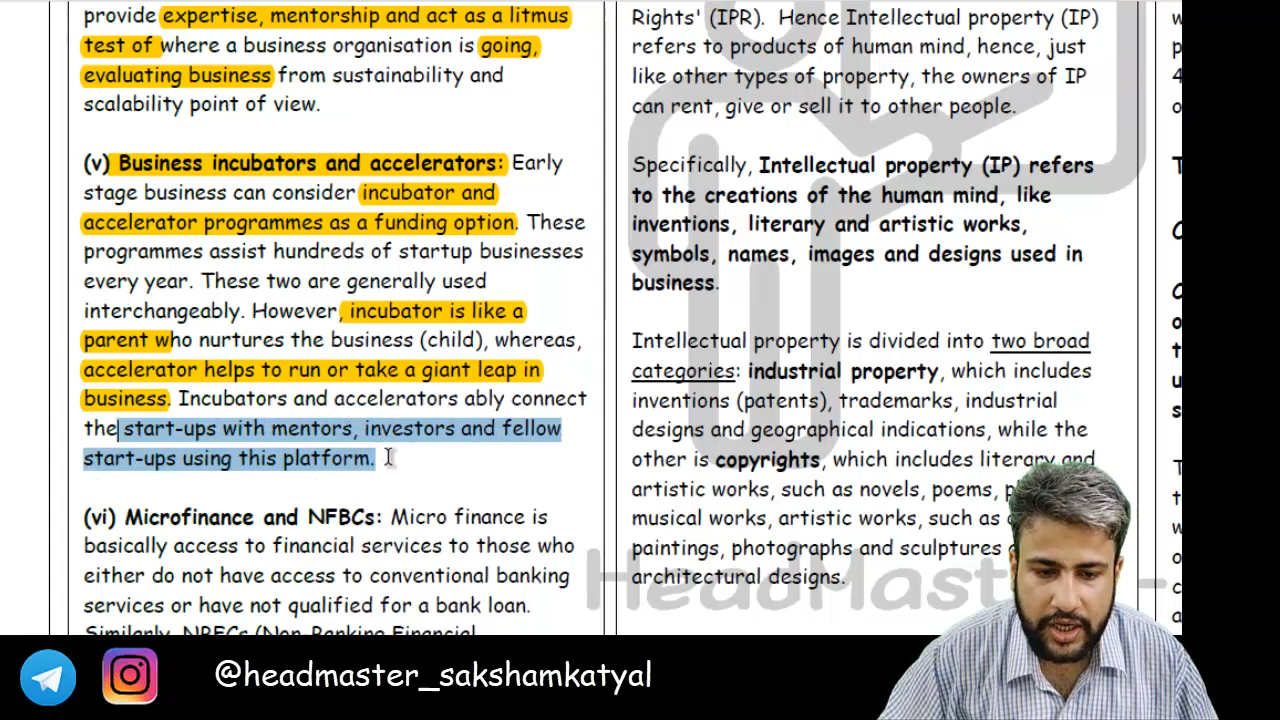 provide expertise, mentorship and act as a litmus
test of where a business organisation is going,
evaluating business from sustainability and
scalability point of view.
(v) Business incubators and accelerators: Early
stage business can consider incubator and
accelerator programmes as a funding option. These
programmes assist hundreds of startup businesses
every year. These two are generally used
interchangeably. However, incubator is like a
parent who nurtures the business (child), whereas,
accelerator helps to run or take a giant leap in
business. Incubators and accelerators ably connect
the start-ups with mentors, investors and fellow
start-ups using this platform.
(vi) Microfinance and NFBCs: Micro finance is
basically access to financial services to those who
either do not have access to conventional banking
services or have not qualified for a bank loan.
Similarly, NBFCs (Non-Banking Financial
Rights' (IPR). Hence Intellectual property (IP)
refers to products of human mind, hence, just
like other types of property, the owners of IP
can rent, give or sell it to other people.
Specifically, Intellectual property (IP) refers
to the creations of the human mind, like
inventions, literary and artistic works,
symbols, names, images and designs used in
business.
Intellectual property is divided into two broad
categories: industrial property, which includes
inventions (patents), trademarks, industrial
designs and geographical indications, while the
other is copyrights, which includes literary and
artistic works, such as novels, poems,
musical works, artistic works, such as
paintings, photographs and sculptures
architectural designs.
HeadMaster
@headmaster_sakshamkatyal